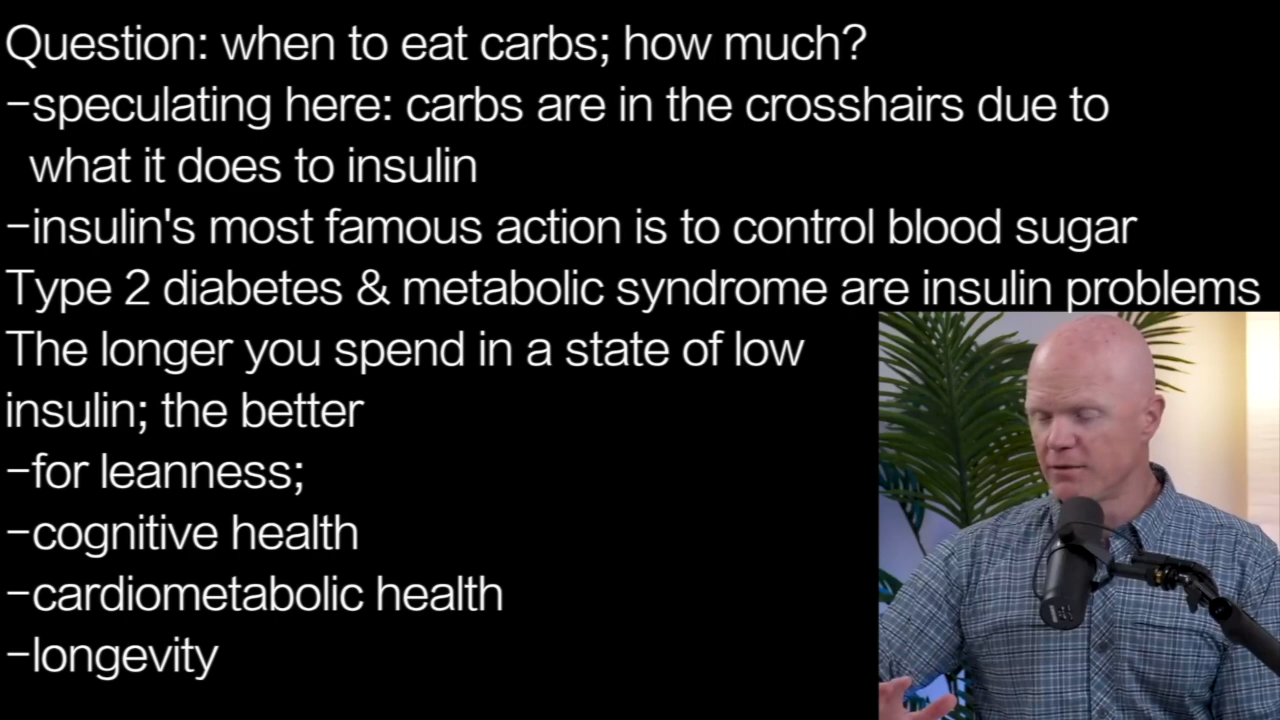 Question: when to eat carbs; how much?
-speculating here: carbs are in the crosshairs due to
what it does to insulin
-insulin's most famous action is to control blood sugar
Type 2 diabetes & metabolic syndrome are insulin problems
The longer you spend in a state of low
insulin; the better
-for leanness;
-cognitive health
-cardiometabolic health
-longevity